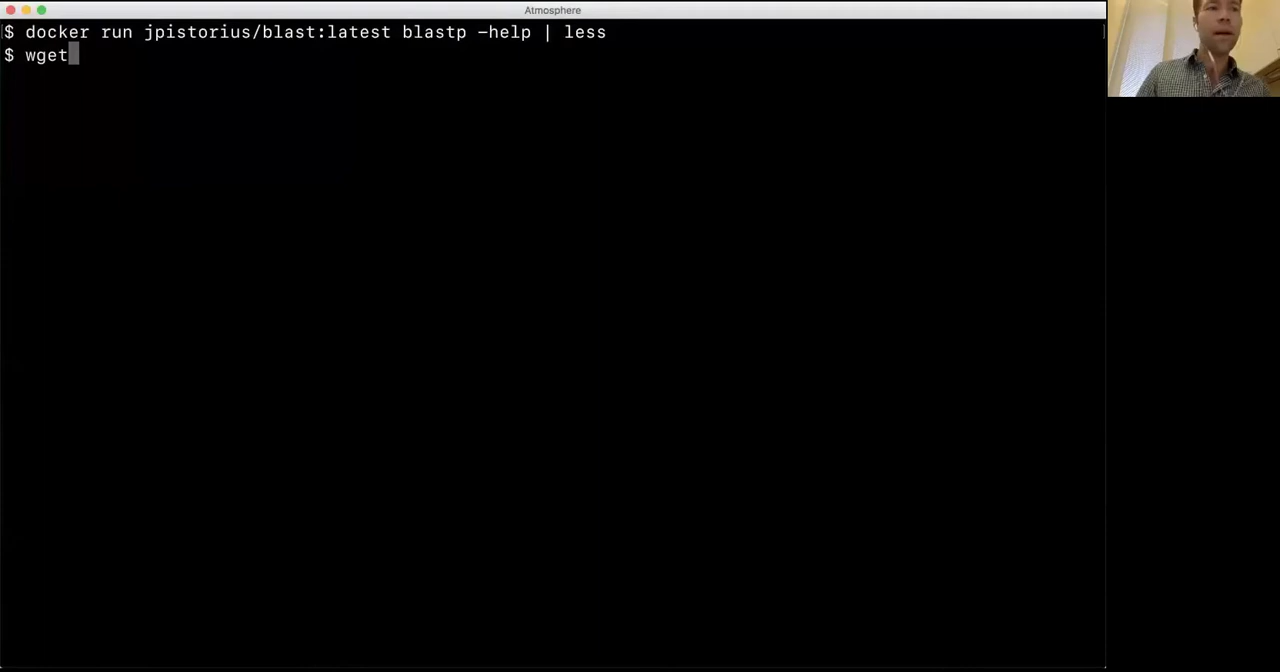 Atmosphere
$ docker run jpistorius/blast:latest blastp -help | less
$ wget